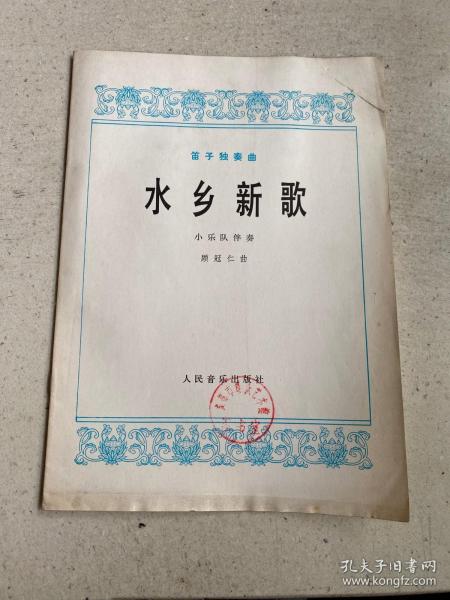 笛子独奏曲
水乡新歌
小乐队伴奏
顾冠仁曲
人民音乐出版社
孔夫子旧书网
www.kongfz.com